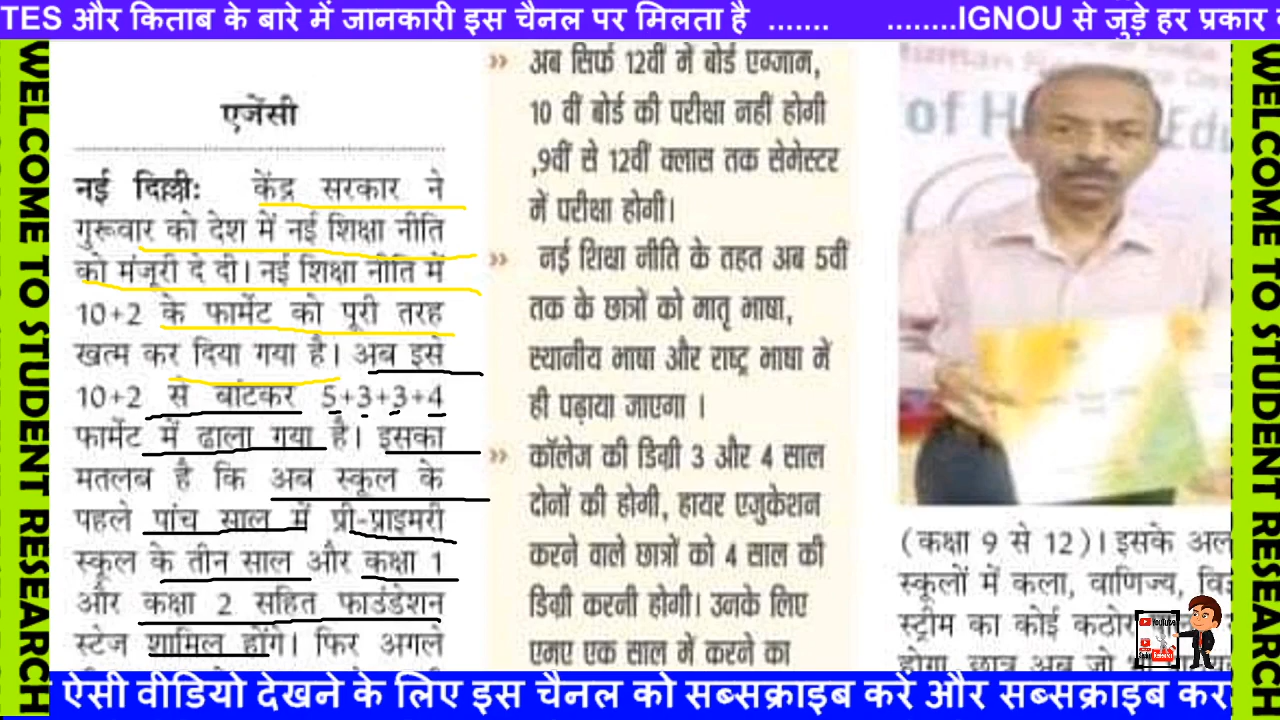 TES और किताब के बारे में जानकारी इस चैनल पर मिलता है ....... ........IGNOU से जुड़े हर प्रकार
WELCOME TO STUDENT RESEARCH
एजेंसी
नई दिल्ली: केंद्र सरकार ने
गुरूवार को देश में नई शिक्षा नीति
को मंजूरी दे दी। नई शिक्षा नीति में
10+2 के फार्मेट को पूरी तरह
खत्म कर दिया गया है। अब इसे
10+2 से बांटकर 5+3+3+4
फार्मेट में ढाला गया है। इसका
मतलब है कि अब स्कूल के
पहले पांच साल में प्री-प्राइमरी
स्कूल के तीन साल और कक्षा 1
और कक्षा 2 सहित फाउंडेशन
स्टेज शामिल होंगे। फिर अगले
›› अब सिर्फ 12वीं में बोर्ड एग्जाम,
10 वीं बोर्ड की परीक्षा नहीं होगी
,9वीं से 12वीं क्लास तक सेमेस्टर
में परीक्षा होगी।
›› नई शिक्षा नीति के तहत अब 5वीं
तक के छात्रों को मातृ भाषा,
स्थानीय भाषा और राष्ट्र भाषा में
ही पढ़ाया जाएगा ।
›› कॉलेज की डिग्री 3 और 4 साल
दोनों की होगी, हायर एजुकेशन
करने वाले छात्रों को 4 साल की
डिग्री करनी होगी। उनके लिए
एमए एक साल में करने का
of H Edu
(कक्षा 9 से 12)। इसके अल
स्कूलों में कला, वाणिज्य, वि
स्ट्रीम का कोई कठोर
होगा, छात्र अब जो
YouTube
WELCOME TO STUDENT RESEARCH
ऐसी वीडियो देखने के लिए इस चैनल को सब्सक्राइब करें और सब्सक्राइब कर